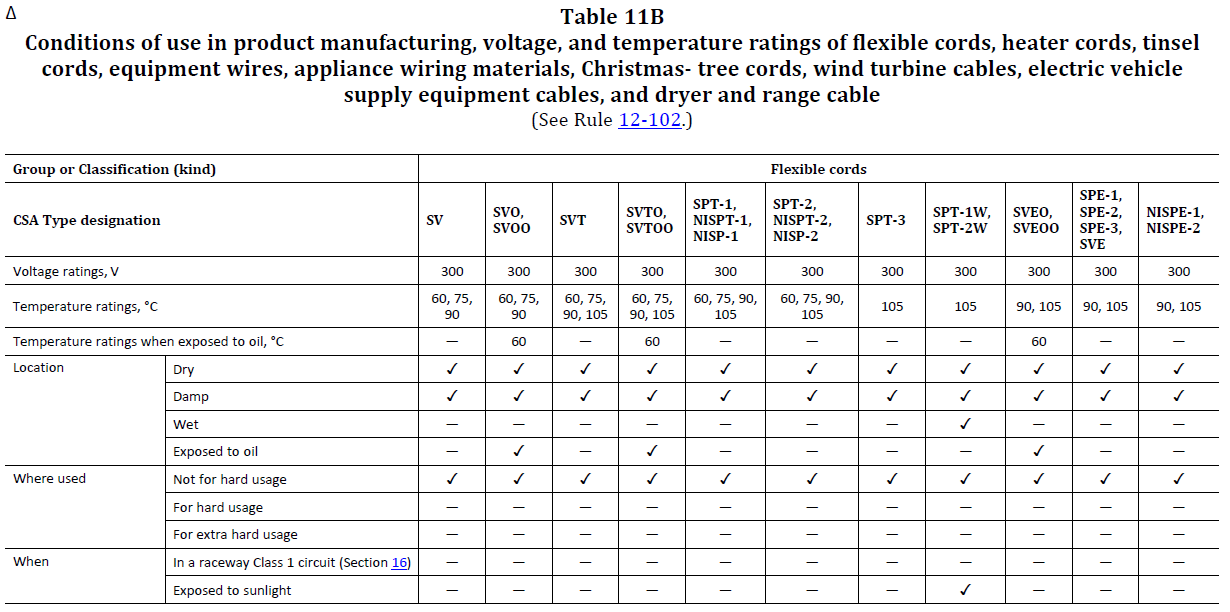 Δ
Table 11B
Conditions of use in product manufacturing, voltage, and temperature ratings of flexible cords, heater cords, tinsel
cords, equipment wires, appliance wiring materials, Christmas- tree cords, wind turbine cables, electric vehicle
supply equipment cables, and dryer and range cable
(See Rule 12-102.)
Group or Classification (kind) Flexible cords
CSA Type designation SV SVO, SVOO SVT SVTO, SVTOO SPT-1, NISPT-1, NISP-1 SPT-2, NISPT-2, NISP-2 SPT-3 SPT-1W, SPT-2W SVEO, SVEOO SPE-1, SPE-2, SPE-3, SVE NISPE-1, NISPE-2
Voltage ratings, V 300 300 300 300 300 300 300 300 300 300 300
Temperature ratings, °C 60, 75, 90 60, 75, 90 60, 75, 90, 105 60, 75, 90, 105 60, 75, 90, 105 60, 75, 90, 105 105 105 90, 105 90, 105 90, 105
Temperature ratings when exposed to oil, °C — 60 — 60 — — — — 60 — —
Location Dry ✓ ✓ ✓ ✓ ✓ ✓ ✓ ✓ ✓ ✓ ✓
Damp ✓ ✓ ✓ ✓ ✓ ✓ ✓ ✓ ✓ ✓ ✓
Wet — — — — — — — ✓ — — —
Exposed to oil — ✓ — ✓ — — — — ✓ — —
Where used Not for hard usage ✓ ✓ ✓ ✓ ✓ ✓ ✓ ✓ ✓ ✓ ✓
For hard usage — — — — — — — — — — —
For extra hard usage — — — — — — — — — — —
When In a raceway Class 1 circuit (Section 16) — — — — — — — — — — —
Exposed to sunlight — — — — — — — ✓ — — —